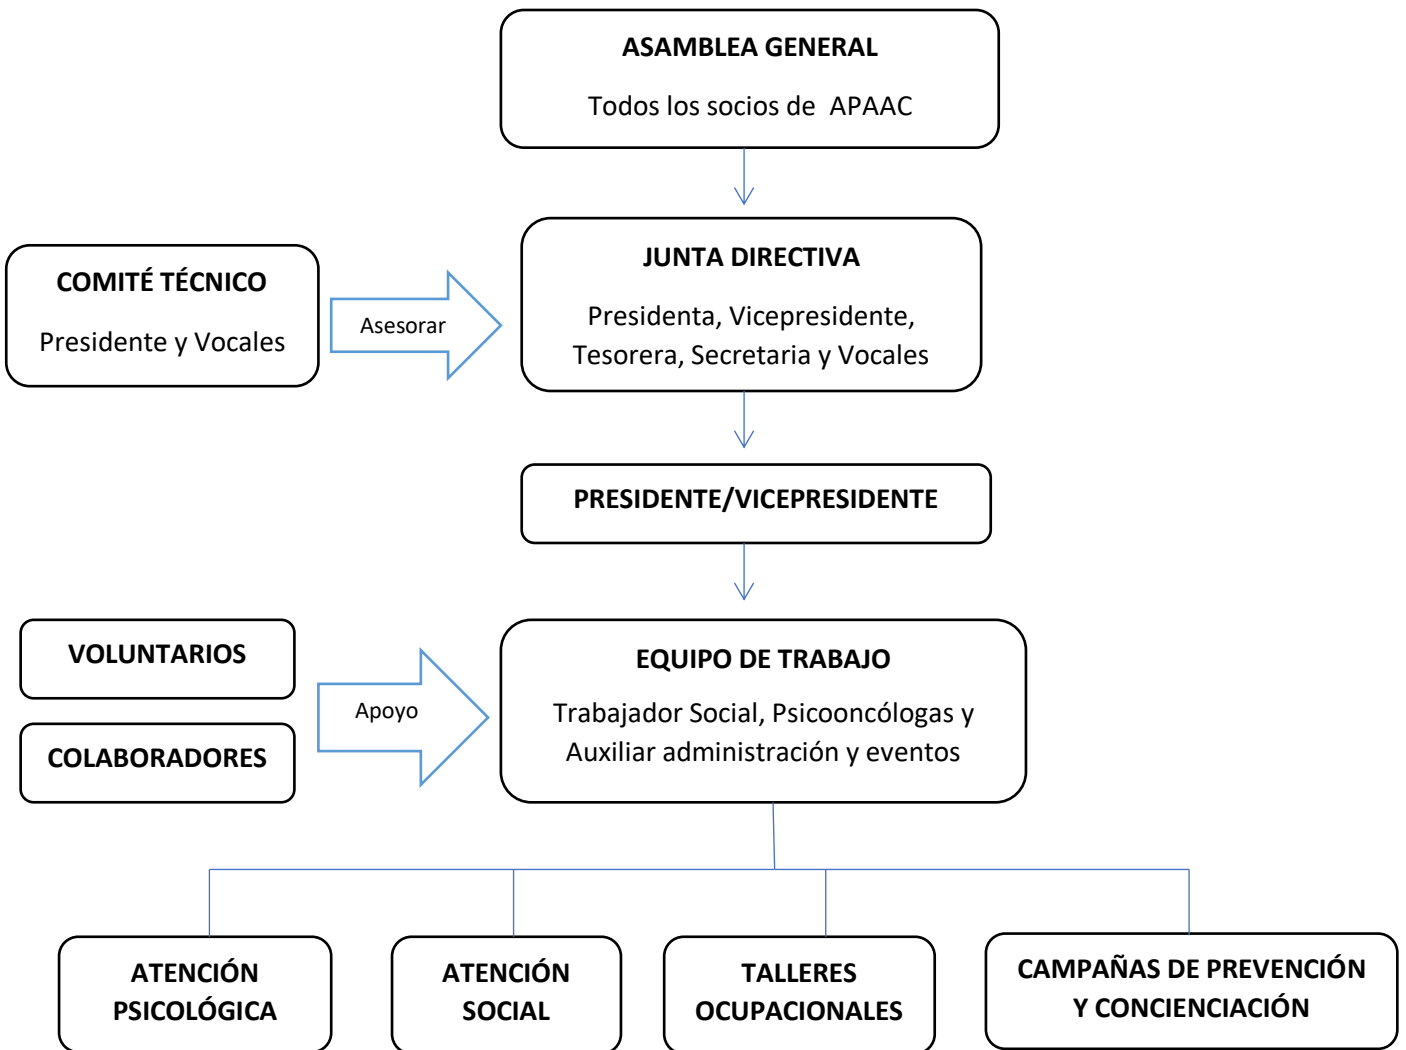 ASAMBLEA GENERAL
Todos los socios de APAAC
COMITÉ TÉCNICO
Presidente y Vocales
Asesorar
JUNTA DIRECTIVA
Presidenta, Vicepresidente,
Tesorera, Secretaria y Vocales
PRESIDENTE/VICEPRESIDENTE
VOLUNTARIOS
COLABORADORES
Apoyo
EQUIPO DE TRABAJO
Trabajador Social, Psicooncólogas y
Auxiliar administración y eventos
ATENCIÓN
PSICOLÓGICA
ATENCIÓN
SOCIAL
TALLERES
OCUPACIONALES
CAMPAÑAS DE PREVENCIÓN
Y CONCIENCIACIÓN